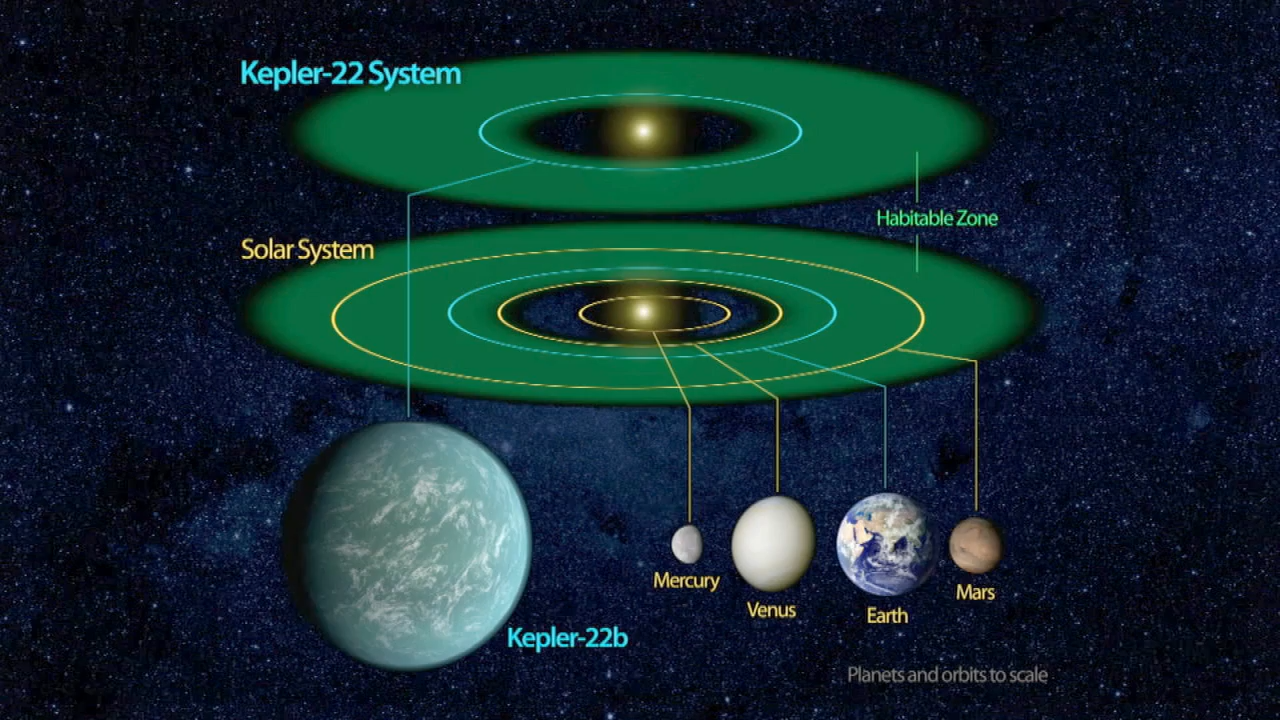 Kepler-22 System
Habitable Zone
Solar System
Mercury
Venus
Earth
Mars
Kepler-22b
Planets and orbits to scale